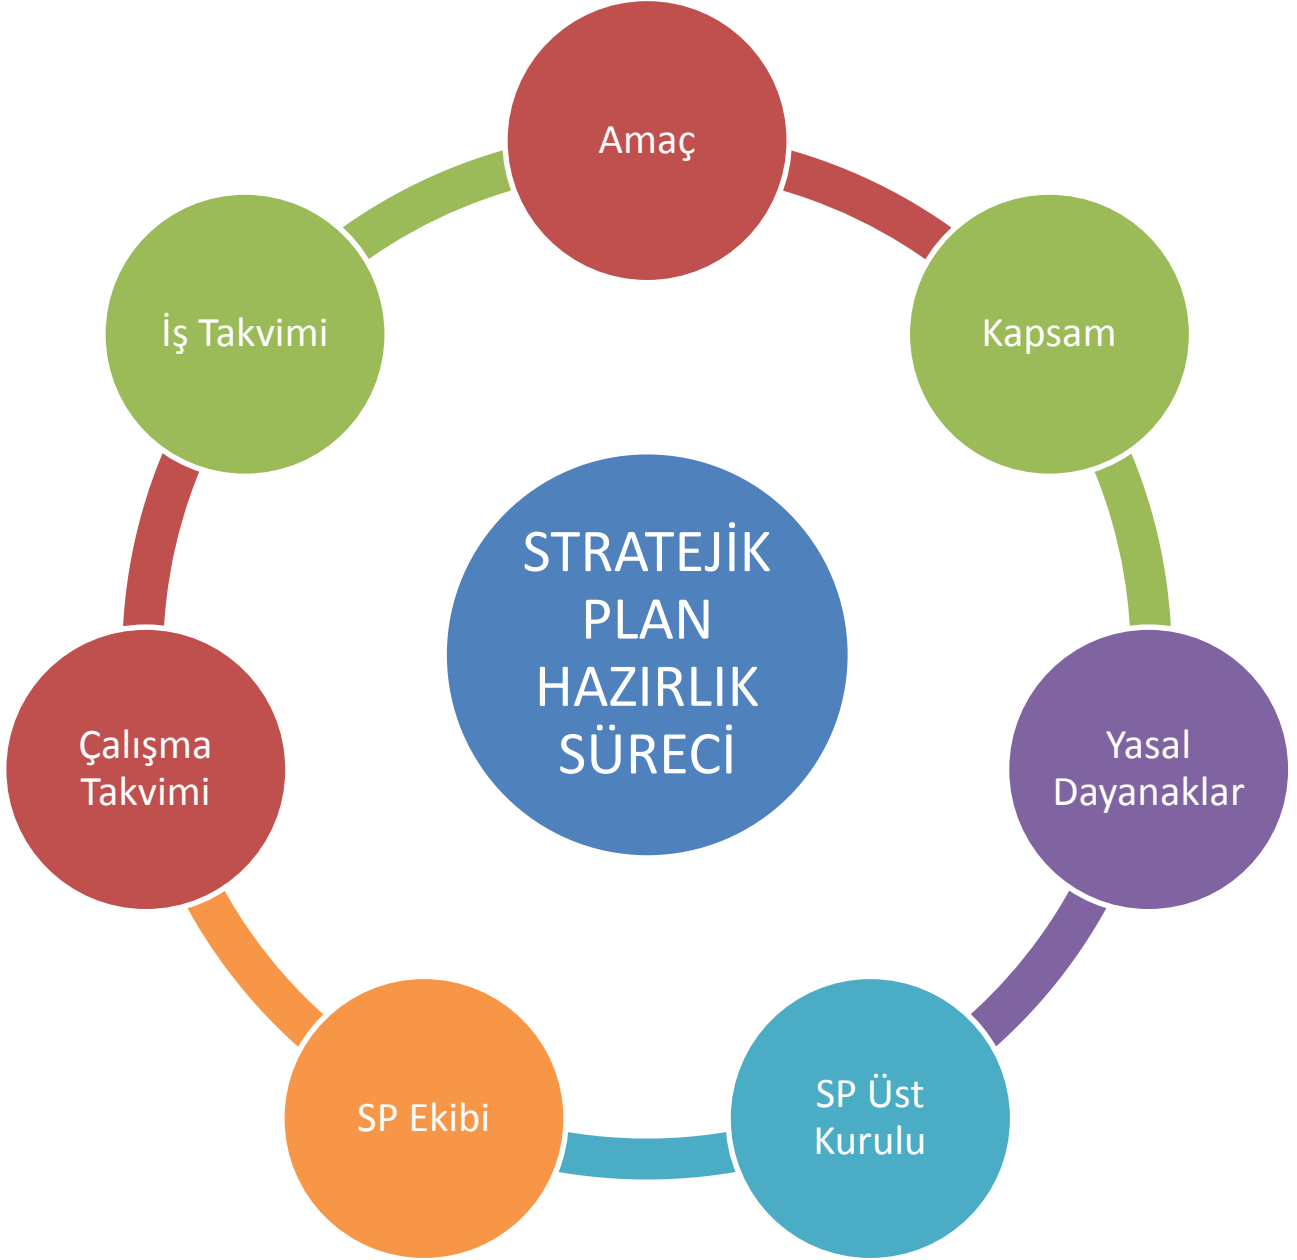 Amaç
Kapsam
Yasal
Dayanaklar
SP Üst
Kurulu
SP Ekibi
Çalışma
Takvimi
İş Takvimi
STRATEJİK
PLAN
HAZIRLIK
SÜRECİ